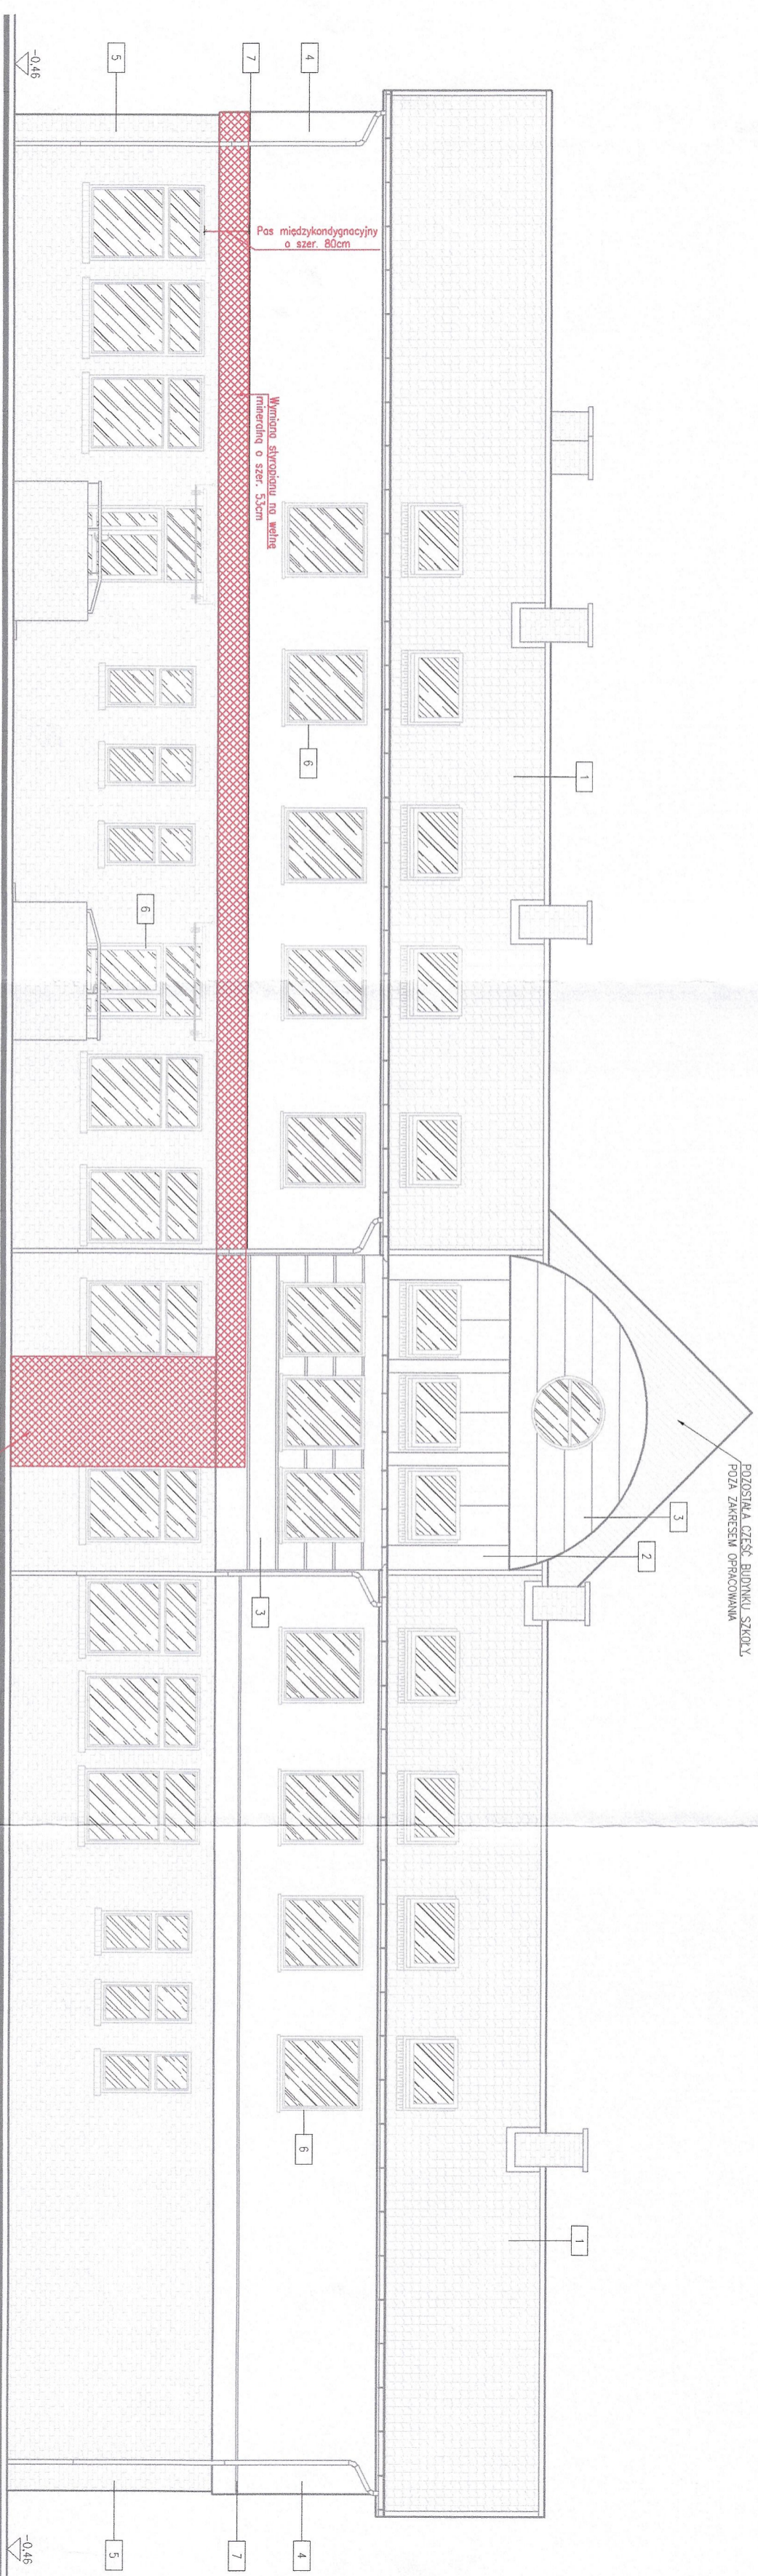 POZOSTAŁA CZĘŚĆ BUDYNKU SZKOŁY,
POZA ZAKRESEM OPRACOWANIA
1
1
3
2
4
7
5
-0.46
Pas międzykondygnacyjny
o szer. 80cm
Wymiana styropianu na wełnę
mineralną o szer. 53cm
6
6
3
6
4
7
5
-0.46